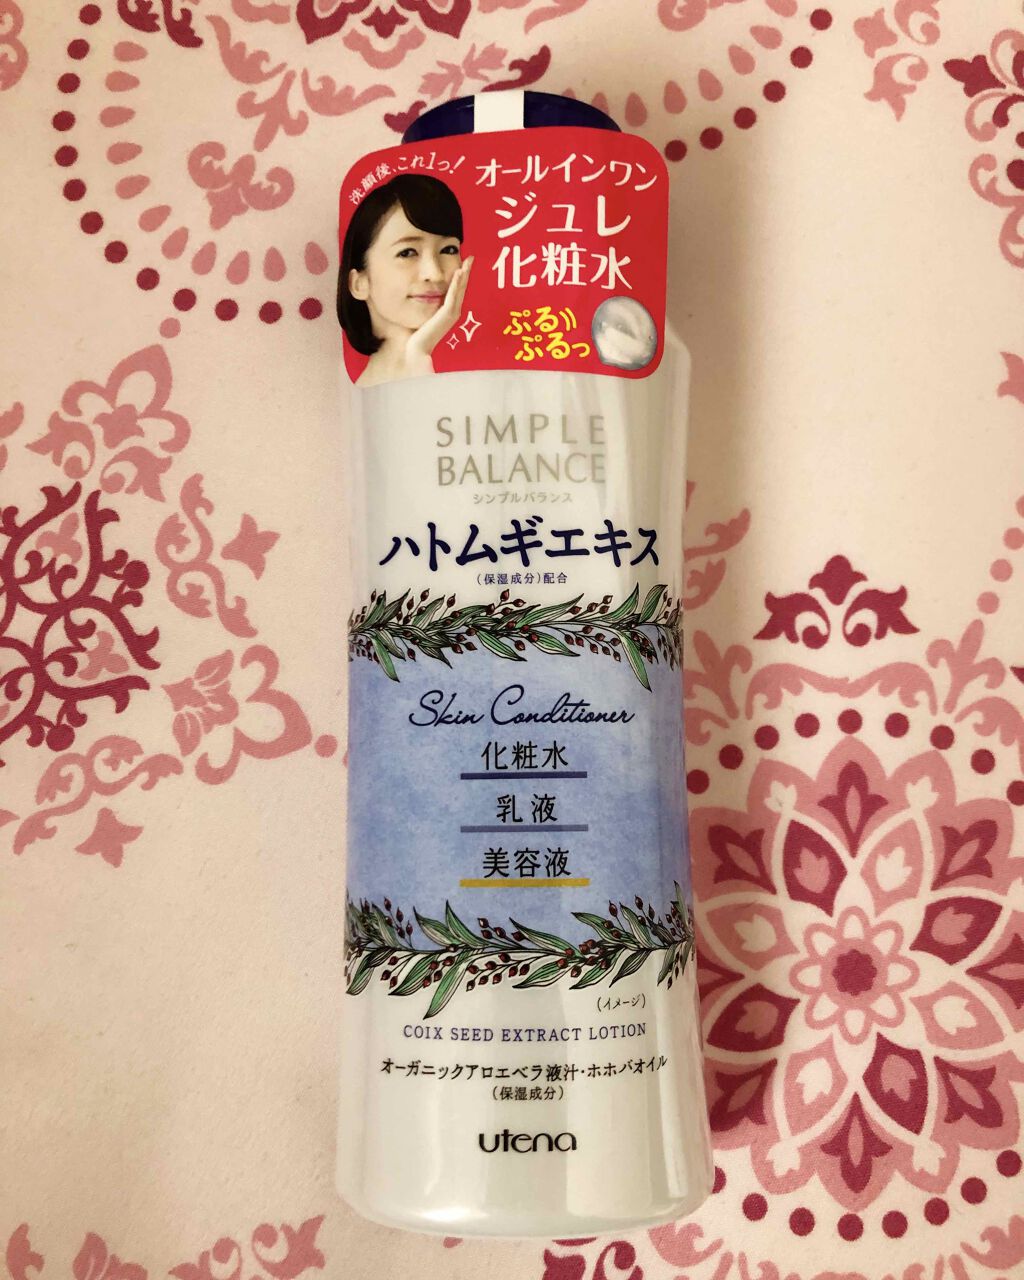 洗顔後、これ1つ!
オールインワン
ジュレ
化粧水
ぷる
ぷるっ
SIMPLE
BALANCE
シンプルバランス
ハトムギエキス
(保湿成分)配合
Skin Conditioner
化粧水
乳液
美容液
(イメージ)
COIX SEED EXTRACT LOTION
オーガニックアロエベラ液汁・ホホバオイル
(保湿成分)
utena